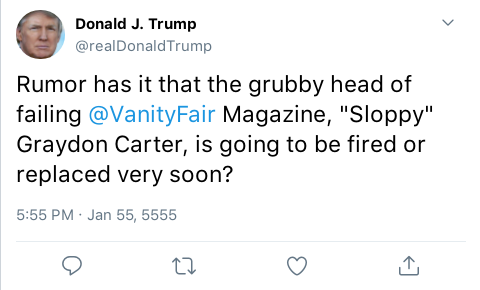 Donald J. Trump
@realDonaldTrump
Rumor has it that the grubby head of
failing @VanityFair Magazine, "Sloppy"
Graydon Carter, is going to be fired or
replaced very soon?
5:55 PM · Jan 55, 5555